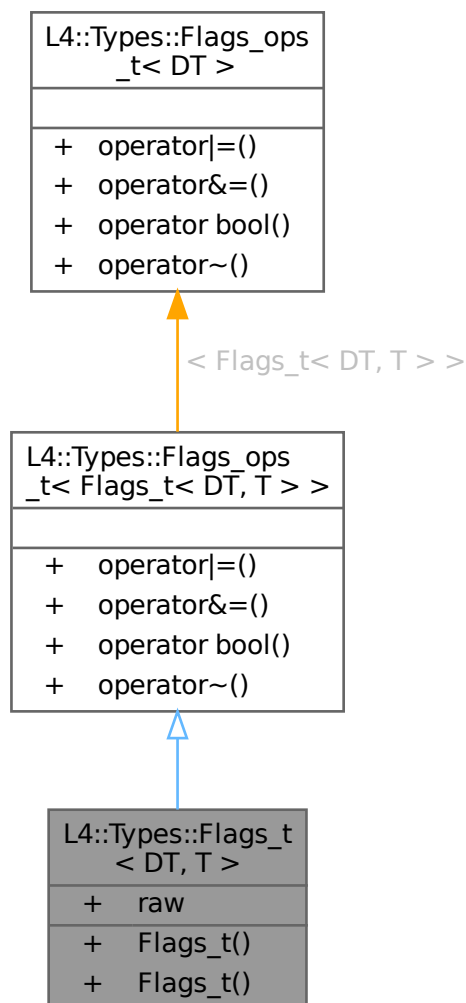 L4::Types::Flags_ops
_t< DT >
+ operator|=()
+ operator&=()
+ operator bool()
+ operator~()
< Flags_t< DT, T > >
L4::Types::Flags_ops
_t< Flags_t< DT, T > >
+ operator|=()
+ operator&=()
+ operator bool()
+ operator~()
L4::Types::Flags_t
< DT, T >
+ raw
+ Flags_t()
+ Flags_t()